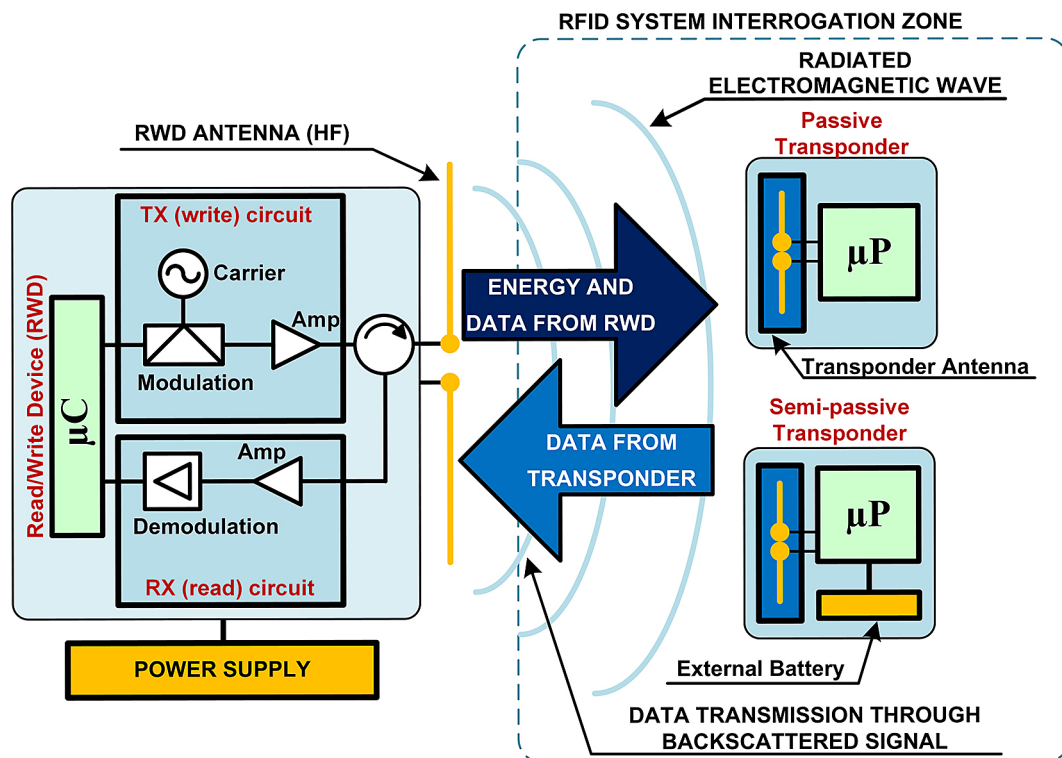 RFID SYSTEM INTERROGATION ZONE
RADIATED
ELECTROMAGNETIC WAVE
RWD ANTENNA (HF)
Passive
Transponder
TX (write) circuit
Carrier
Amp
Modulation
Read/Write Device (RWD)
µC
ENERGY AND
DATA FROM RWD
µP
Transponder Antenna
Semi-passive
Transponder
DATA FROM
TRANSPONDER
Amp
Demodulation
RX (read) circuit
µP
POWER SUPPLY
External Battery
DATA TRANSMISSION THROUGH
BACKSCATTERED SIGNAL